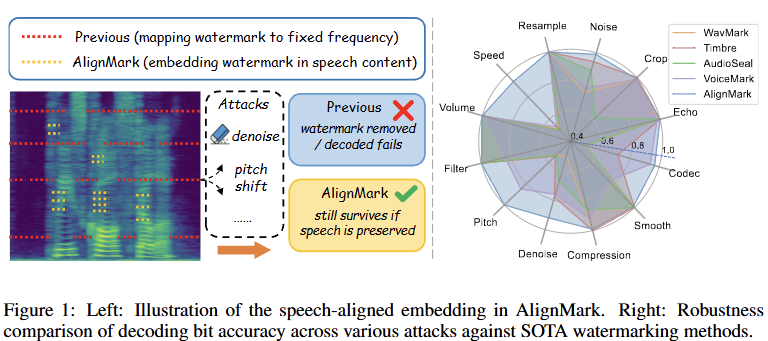 Previous (mapping watermark to fixed frequency)
AlignMark (embedding watermark in speech content)
Attacks
denoise
pitch
shift
......
Previous
watermark removed
/ decoded fails
AlignMark
still survives if
speech is preserved
Resample
Noise
Crop
Echo
Codec
Smooth
Compression
Denoise
Pitch
Filter
Volume
Speed
0.4
0.6
0.8
1.0
WavMark
Timbre
AudioSeal
VoiceMark
AlignMark
Figure 1: Left: Illustration of the speech-aligned embedding in AlignMark. Right: Robustness
comparison of decoding bit accuracy across various attacks against SOTA watermarking methods.